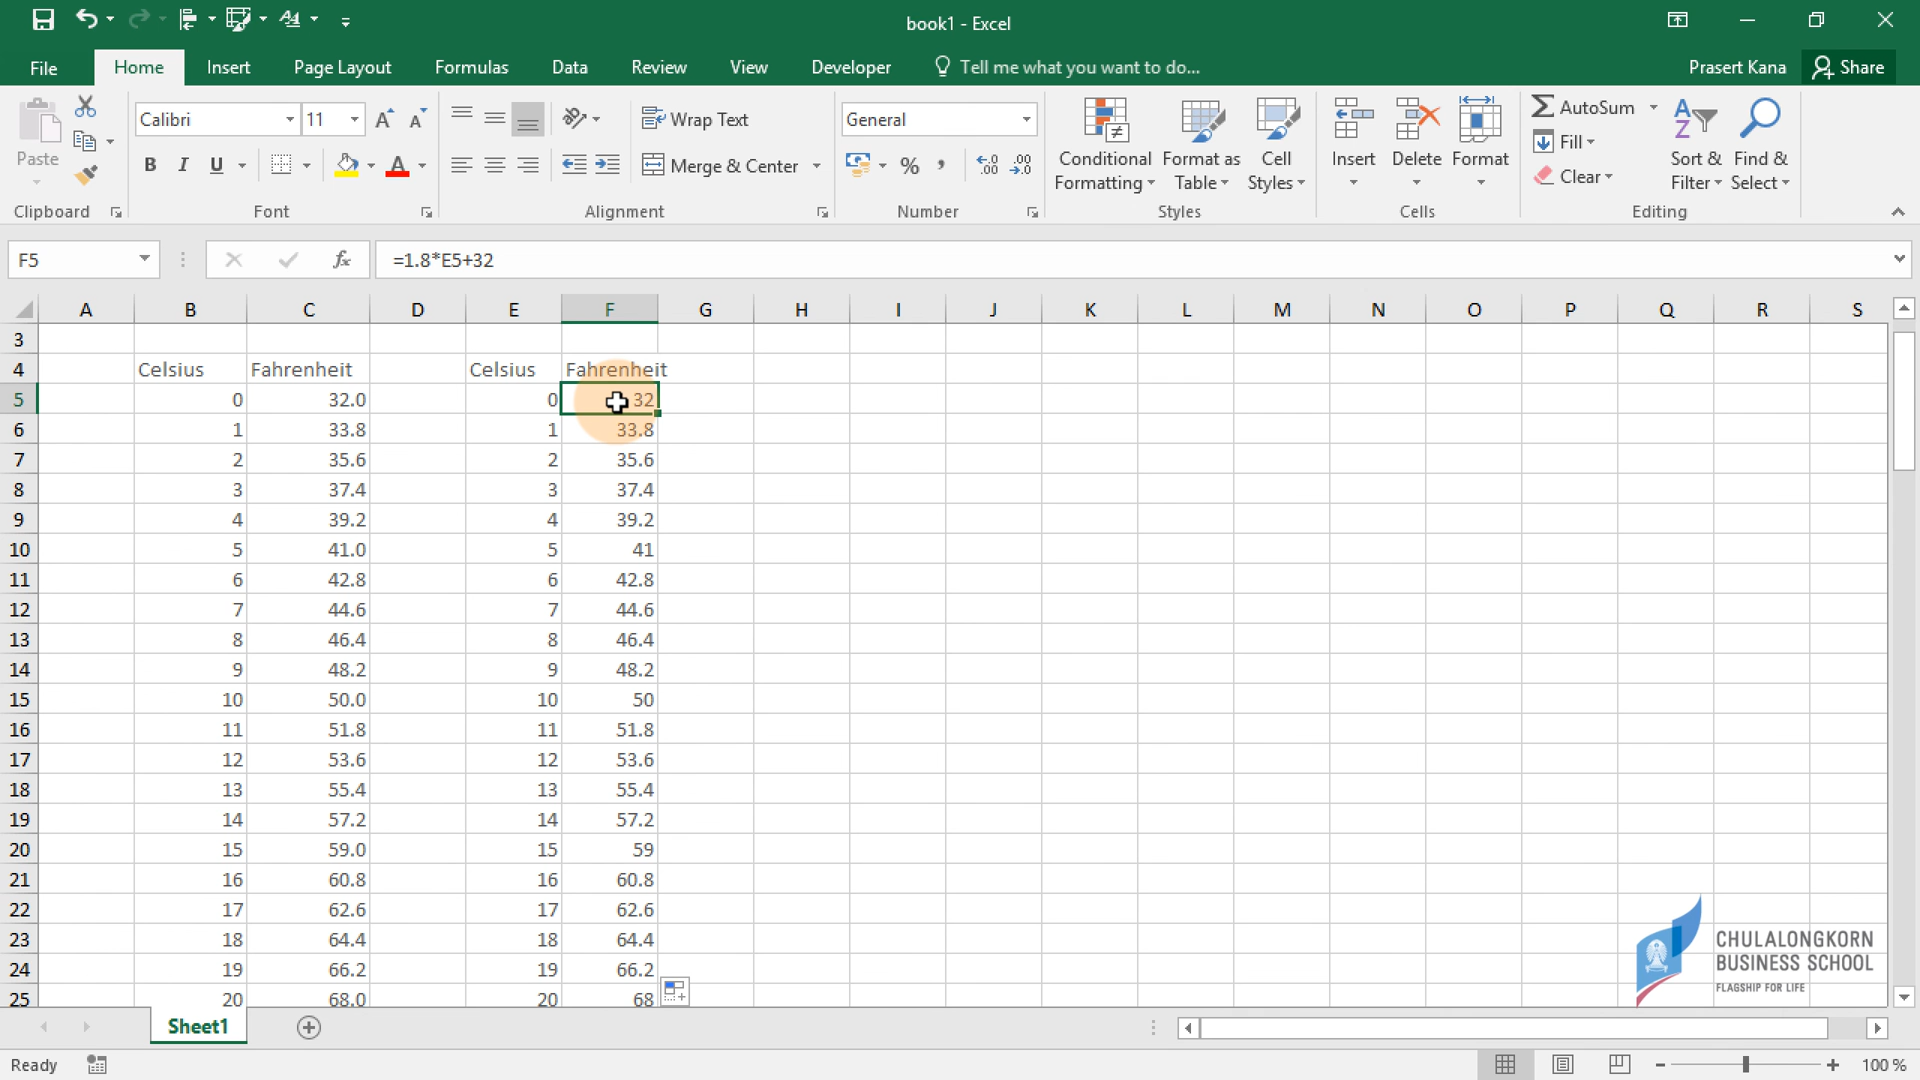 book1 - Excel
File Home Insert Page Layout Formulas Data Review View Developer Tell me what you want to do... Prasert Kana Share
Paste
Clipboard
Calibri 11
B I U A
Font
Wrap Text
Merge & Center
Alignment
General
% ,
Number
Conditional Formatting
Format as Table
Cell Styles
Styles
Insert Delete Format
Cells
AutoSum
Fill
Clear
Sort & Filter
Find & Select
Editing
F5 fx =1.8*E5+32
A B C D E F G H I J K L M N O P Q R S
3
4 Celsius Fahrenheit Celsius Fahrenheit
5 0 32.0 0 32
6 1 33.8 1 33.8
7 2 35.6 2 35.6
8 3 37.4 3 37.4
9 4 39.2 4 39.2
10 5 41.0 5 41
11 6 42.8 6 42.8
12 7 44.6 7 44.6
13 8 46.4 8 46.4
14 9 48.2 9 48.2
15 10 50.0 10 50
16 11 51.8 11 51.8
17 12 53.6 12 53.6
18 13 55.4 13 55.4
19 14 57.2 14 57.2
20 15 59.0 15 59
21 16 60.8 16 60.8
22 17 62.6 17 62.6
23 18 64.4 18 64.4
24 19 66.2 19 66.2
25 20 68.0 20 68
CHULALONGKORN
BUSINESS SCHOOL
FLAGSHIP FOR LIFE
Sheet1
Ready 100 %